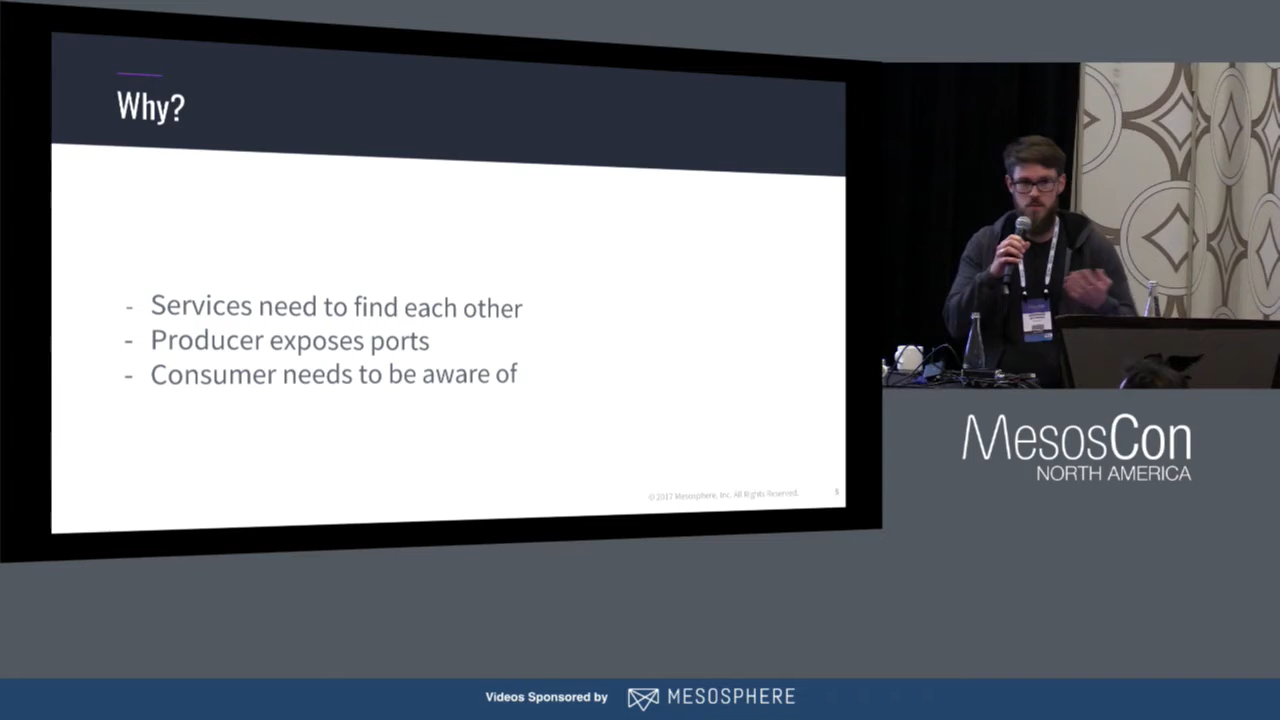 Why?
- Services need to find each other
- Producer exposes ports
- Consumer needs to be aware of
© 2017 Mesosphere, Inc. All Rights Reserved.
5
MesosCon
NORTH AMERICA
Videos Sponsored by MESOSPHERE